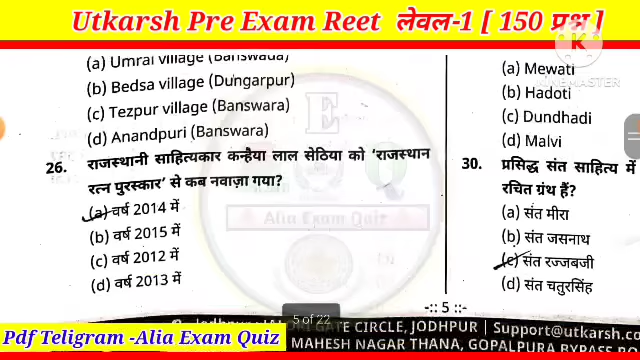 Utkarsh Pre Exam Reet लेवल-1 [ 150 प्रश्न ]
KINEMASTER
(a) Umrai village (Banswada)
(b) Bedsa village (Dungarpur)
(c) Tezpur village (Banswara)
(d) Anandpuri (Banswara)
26. राजस्थानी साहित्यकार कन्हैया लाल सेठिया को ‘राजस्थान
रत्न पुरस्कार’ से कब नवाज़ा गया?
(a) वर्ष 2014 में
(b) वर्ष 2015 में
(c) वर्ष 2012 में
(d) वर्ष 2013 में
(a) Mewati
(b) Hadoti
(c) Dundhadi
(d) Malvi
30. प्रसिद्ध संत साहित्य में
रचित ग्रंथ हैं?
(a) संत मीरा
(b) संत जसनाथ
(c) संत रज्जबजी
(d) संत चतुरसिंह
E
Q
Alia Exam Quiz
-:: 5 ::-
5 of 22
GATE CIRCLE, JODHPUR | Support@utkarsh.co
MAHESH NAGAR THANA, GOPALPURA BYPASS RO
Pdf Teligram -Alia Exam Quiz